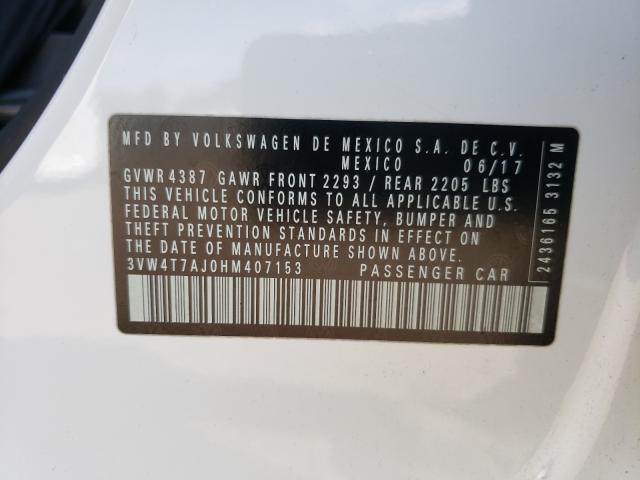 MFD BY VOLKSWAGEN DE MEXICO S.A. DE C.V.
MEXICO 06/17
GVWR 4387 GAWR FRONT 2293 / REAR 2205 LBS
THIS VEHICLE CONFORMS TO ALL APPLICABLE U.S.
FEDERAL MOTOR VEHICLE SAFETY, BUMPER AND
THEFT PREVENTION STANDARDS IN EFFECT ON
THE DATE OF MANUFACTURE SHOWN ABOVE.
3VW4T7AJ0HM407153 PASSENGER CAR
2436165 3132 M